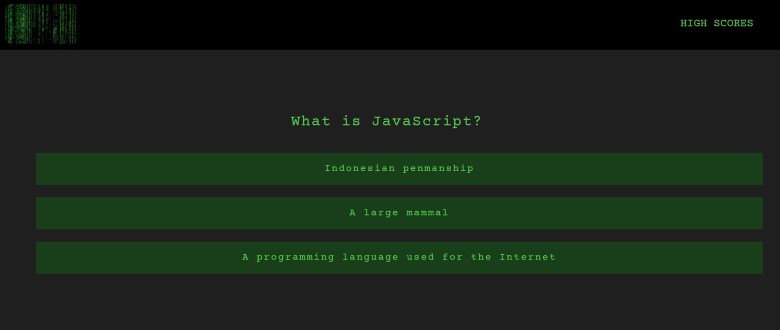 HIGH SCORES
What is JavaScript?
Indonesian penmanship
A large mammal
A programming language used for the Internet